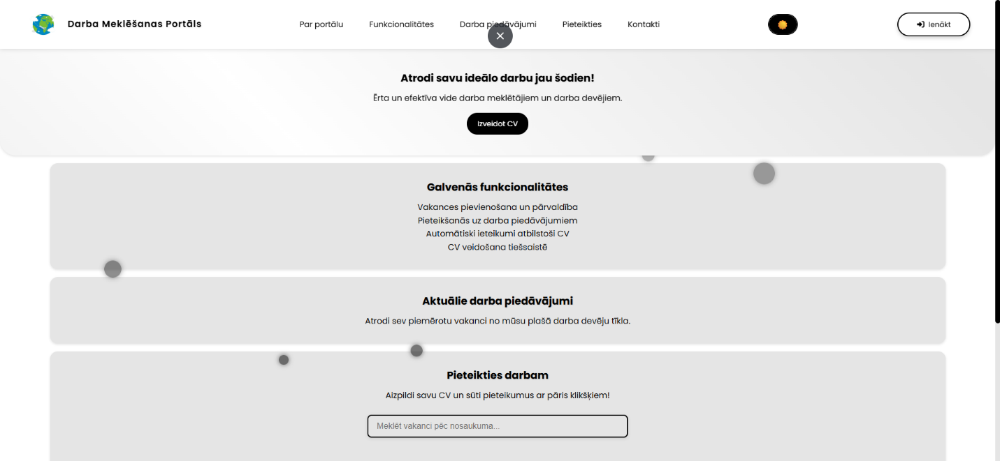 Darba Meklēšanas Portāls
Par portālu
Funkcionalitātes
Darba piedāvājumi
Pieteikties
Kontakti
Ienākt
Atrodi savu ideālo darbu jau šodien!
Ērta un efektīva vide darba meklētājiem un darba devējiem.
Izveidot CV
Galvenās funkcionalitātes
Vakances pievienošana un pārvaldība
Pieteikšanās uz darba piedāvājumiem
Automātiski ieteikumi atbilstoši CV
CV veidošana tiešsaistē
Aktuālie darba piedāvājumi
Atrodi sev piemērotu vakanci no mūsu plašā darba devēju tīkla.
Pieteikties darbam
Aizpildi savu CV un sūti pieteikumus ar pāris klikšķiem!
Meklēt vakanci pēc nosaukuma...